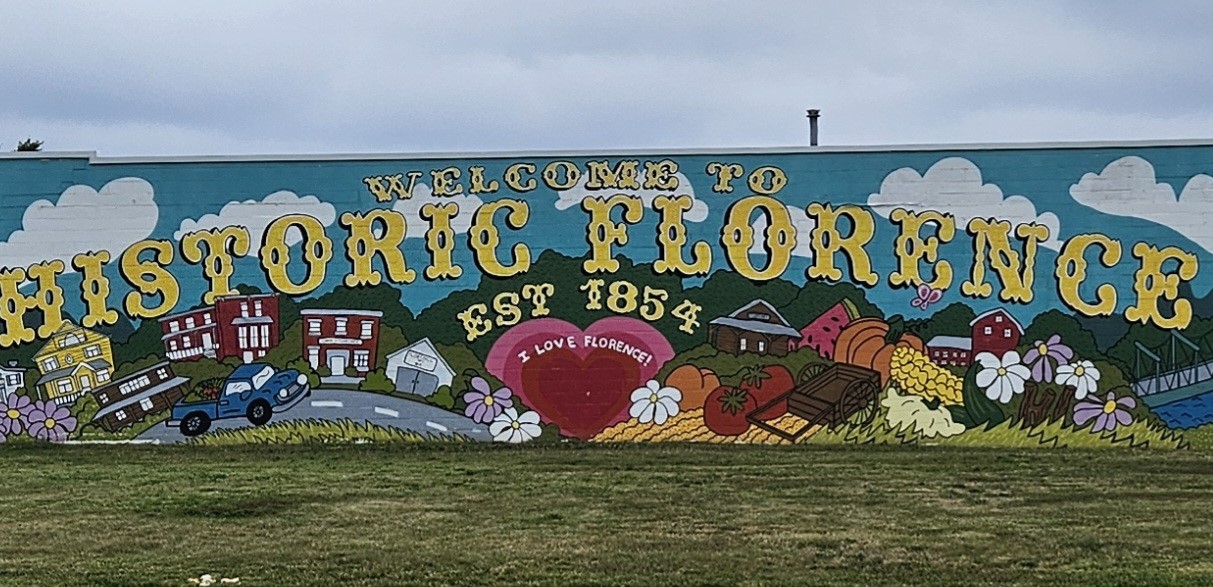 WELCOME TO
HISTORIC FLORENCE
EST 1854
I LOVE FLORENCE!